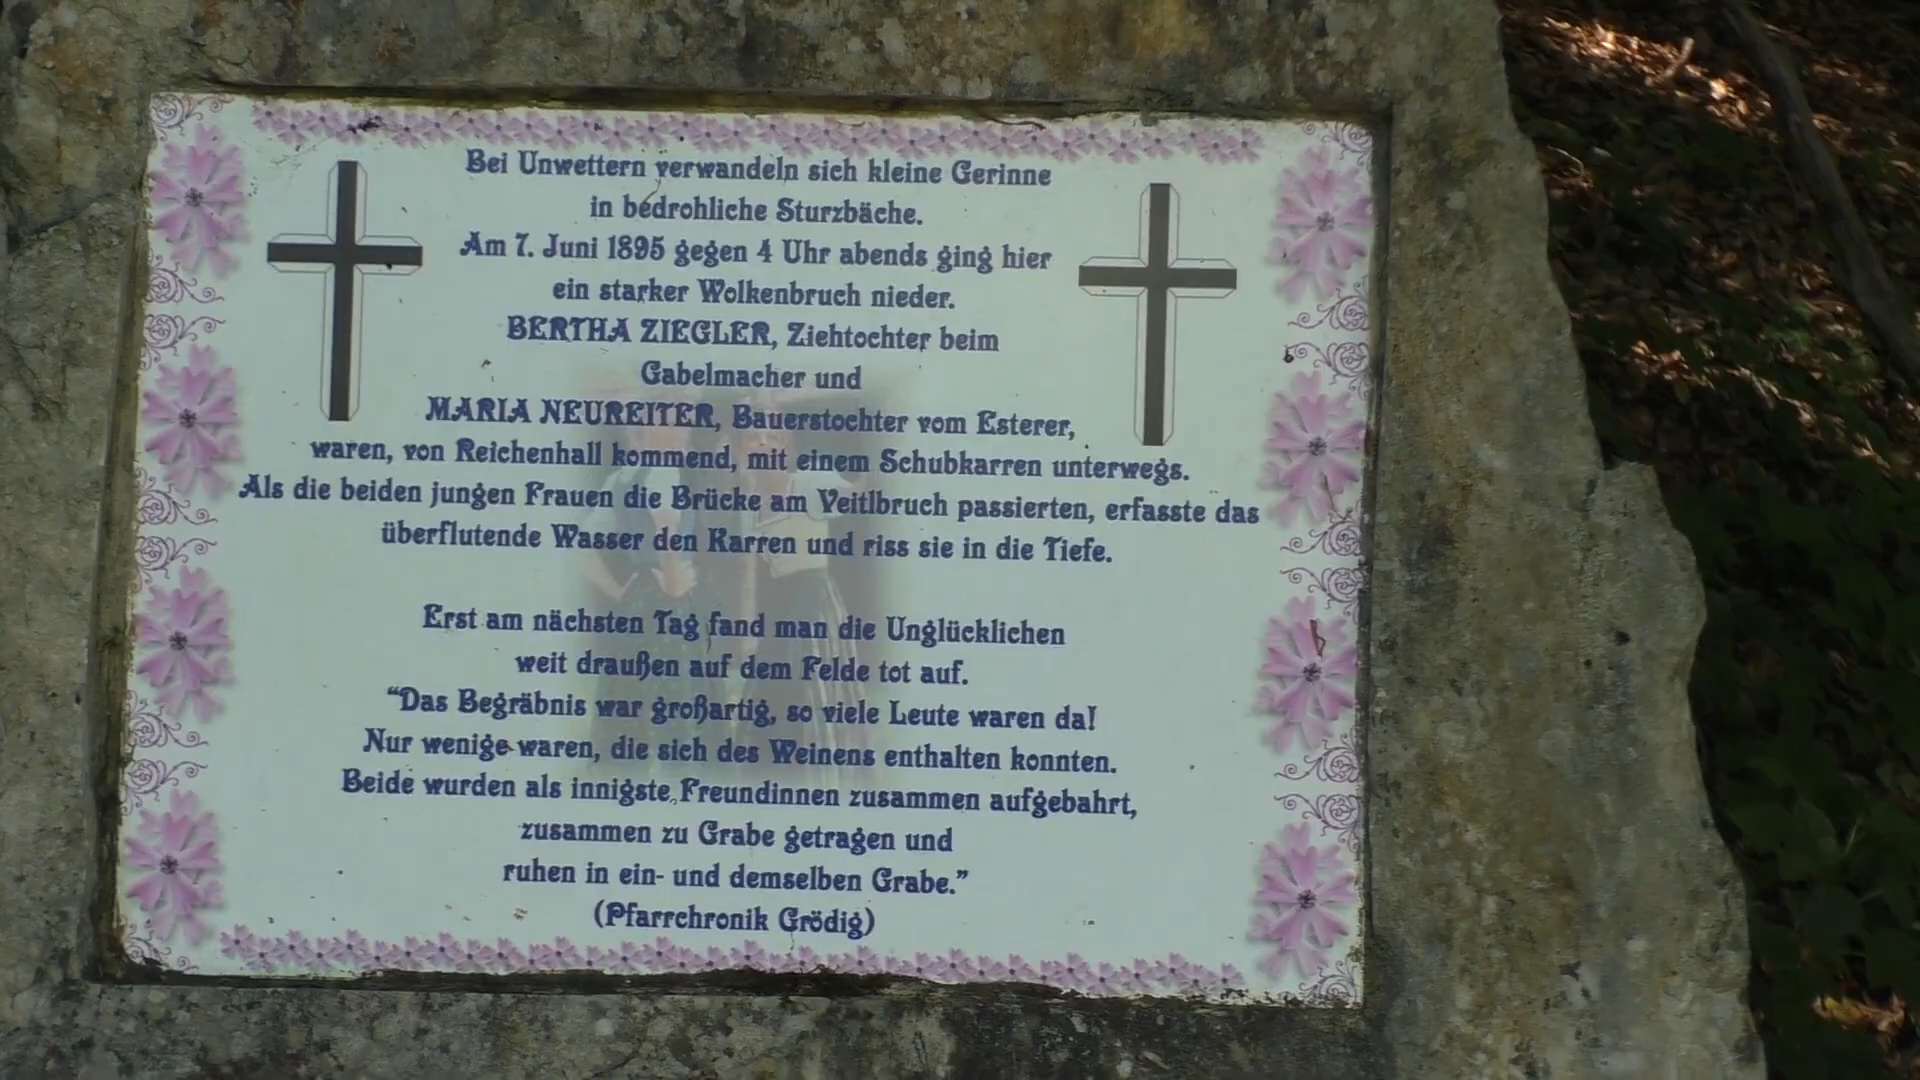 Bei Unwettern verwandeln sich kleine Gerinne
in bedrohliche Sturzbäche.
Am 7. Juni 1895 gegen 4 Uhr abends ging hier
ein starker Wolkenbruch nieder.
BERTHA ZIEGLER, Ziehtochter beim
Gabelmacher und
MARIA NEUREITER, Bauerstochter vom Esterer,
waren, von Reichenhall kommend, mit einem Schubkarren unterwegs.
Als die beiden jungen Frauen die Brücke am Veitlbruch passierten, erfasste das
überflutende Wasser den Karren und riss sie in die Tiefe.
Erst am nächsten Tag fand man die Unglücklichen
weit draußen auf dem Felde tot auf.
“Das Begräbnis war großartig, so viele Leute waren da!
Nur wenige waren, die sich des Weinens enthalten konnten.
Beide wurden als innigste Freundinnen zusammen aufgebahrt,
zusammen zu Grabe getragen und
ruhen in ein- und demselben Grabe.”
(Pfarrchronik Grödig)